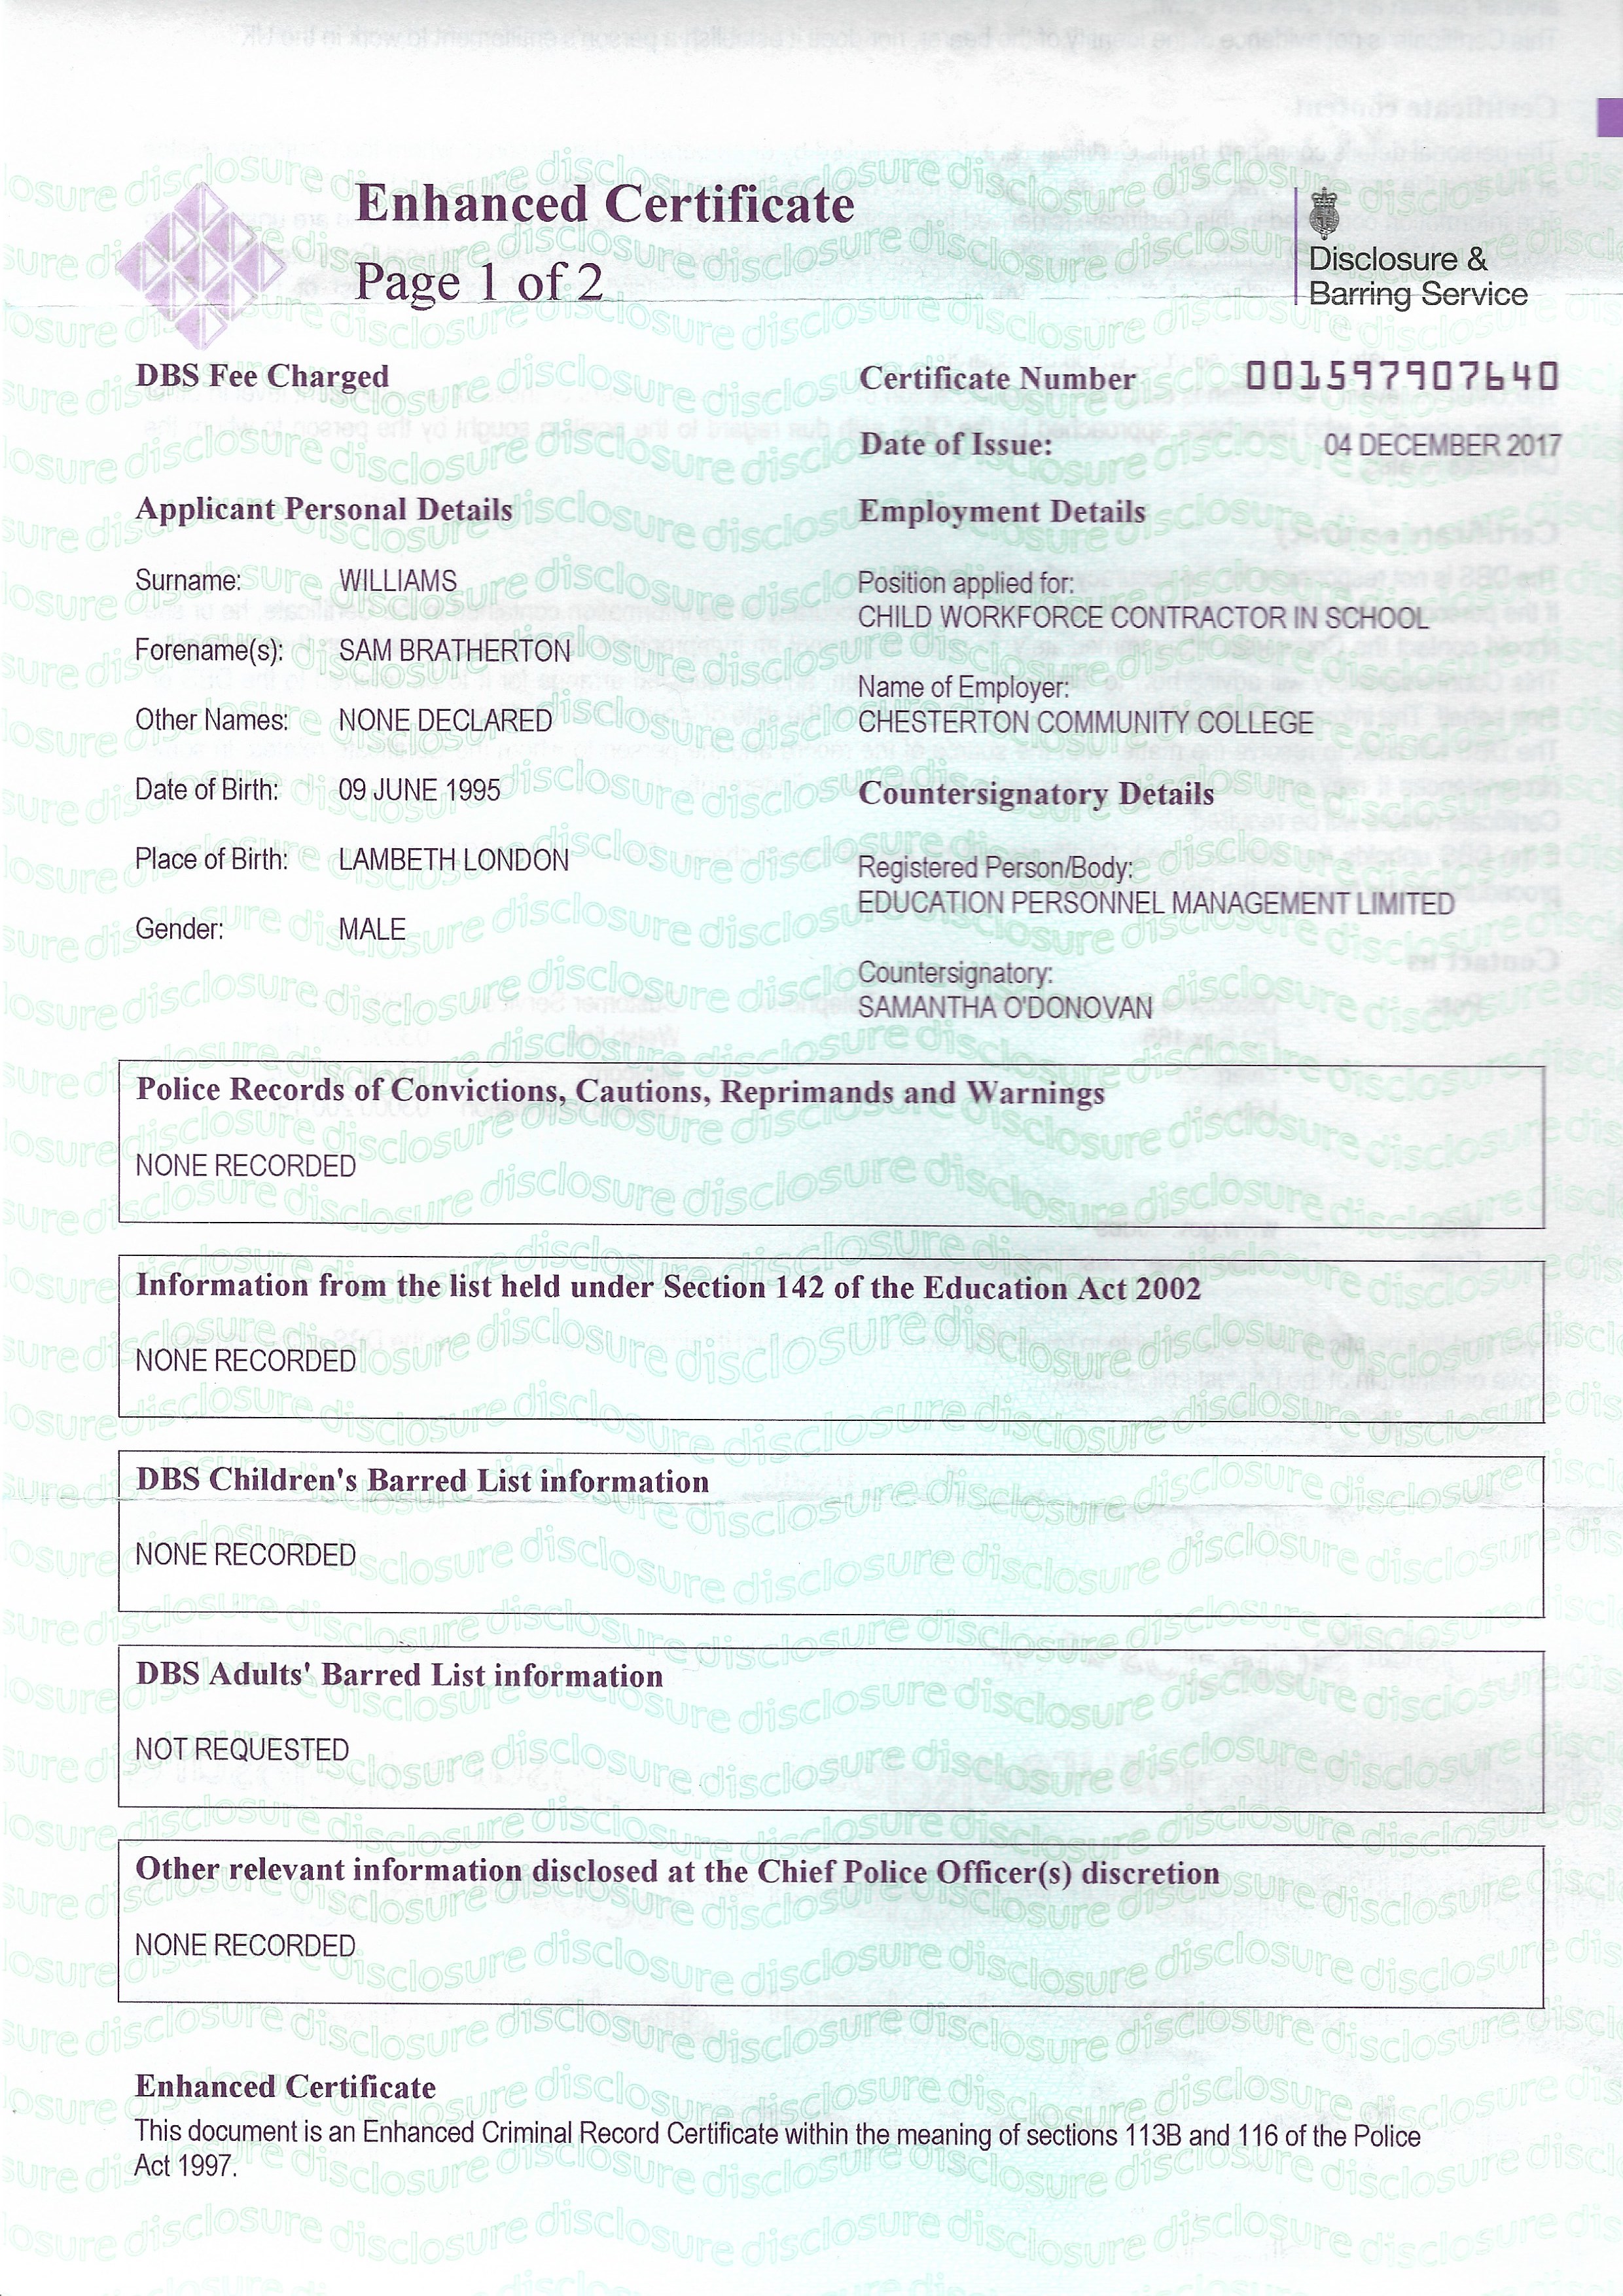 Enhanced Certificate
Page 1 of 2
Disclosure &
Barring Service
DBS Fee Charged
Certificate Number 001597907640
Date of Issue: 04 DECEMBER 2017
Applicant Personal Details
Surname: WILLIAMS
Forename(s): SAM BRATHERTON
Other Names: NONE DECLARED
Date of Birth: 09 JUNE 1995
Place of Birth: LAMBETH LONDON
Gender: MALE
Employment Details
Position applied for:
CHILD WORKFORCE CONTRACTOR IN SCHOOL
Name of Employer:
CHESTERTON COMMUNITY COLLEGE
Countersignatory Details
Registered Person/Body:
EDUCATION PERSONNEL MANAGEMENT LIMITED
Countersignatory:
SAMANTHA O'DONOVAN
Police Records of Convictions, Cautions, Reprimands and Warnings
NONE RECORDED
Information from the list held under Section 142 of the Education Act 2002
NONE RECORDED
DBS Children's Barred List information
NONE RECORDED
DBS Adults' Barred List information
NOT REQUESTED
Other relevant information disclosed at the Chief Police Officer(s) discretion
NONE RECORDED
Enhanced Certificate
This document is an Enhanced Criminal Record Certificate within the meaning of sections 113B and 116 of the Police
Act 1997.